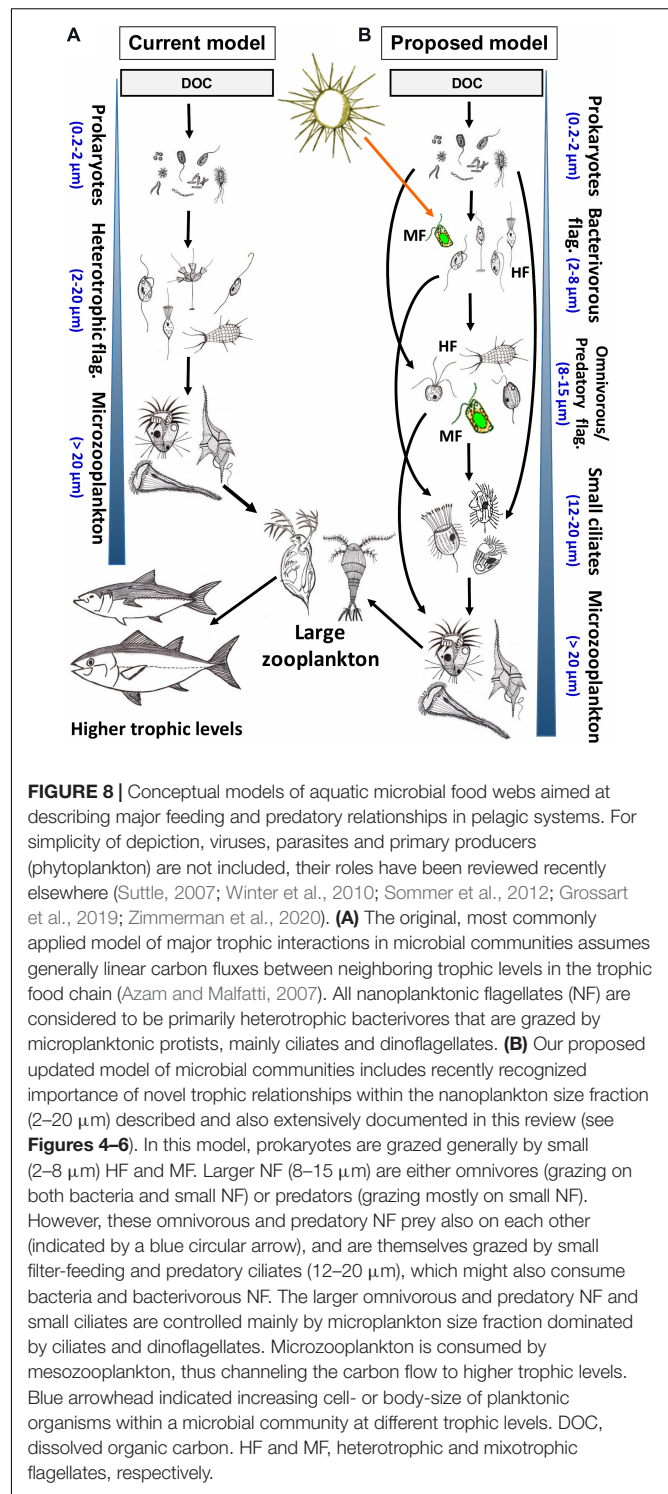 A
Current model
DOC
Prokaryotes
(0.2-2 µm)
Heterotrophic flag.
(2-20 µm)
Microzooplankton
(> 20 µm)
B
Proposed model
DOC
Prokaryotes
(0.2-2 µm)
MF
HF
Bacterivorous
flag. (2-8 µm)
HF
MF
Omnivorous/
Predatory flag.
(8-15 µm)
Small ciliates
(12-20 µm)
Microzooplankton
(> 20 µm)
Large
zooplankton
Higher trophic levels
FIGURE 8 | Conceptual models of aquatic microbial food webs aimed at
describing major feeding and predatory relationships in pelagic systems. For
simplicity of depiction, viruses, parasites and primary producers
(phytoplankton) are not included, their roles have been reviewed recently
elsewhere (Suttle, 2007; Winter et al., 2010; Sommer et al., 2012; Grossart
et al., 2019; Zimmerman et al., 2020). (A) The original, most commonly
applied model of major trophic interactions in microbial communities assumes
generally linear carbon fluxes between neighboring trophic levels in the trophic
food chain (Azam and Malfatti, 2007). All nanoplanktonic flagellates (NF) are
considered to be primarily heterotrophic bacterivores that are grazed by
microplanktonic protists, mainly ciliates and dinoflagellates. (B) Our proposed
updated model of microbial communities includes recently recognized
importance of novel trophic relationships within the nanoplankton size fraction
(2–20 µm) described and also extensively documented in this review (see
Figures 4–6). In this model, prokaryotes are grazed generally by small
(2–8 µm) HF and MF. Larger NF (8–15 µm) are either omnivores (grazing on
both bacteria and small NF) or predators (grazing mostly on small NF).
However, these omnivorous and predatory NF prey also on each other
(indicated by a blue circular arrow), and are themselves grazed by small
filter-feeding and predatory ciliates (12–20 µm), which might also consume
bacteria and bacterivorous NF. The larger omnivorous and predatory NF and
small ciliates are controlled mainly by microplankton size fraction dominated
by ciliates and dinoflagellates. Microzooplankton is consumed by
mesozooplankton, thus channeling the carbon flow to higher trophic levels.
Blue arrowhead indicated increasing cell- or body-size of planktonic
organisms within a microbial community at different trophic levels. DOC,
dissolved organic carbon. HF and MF, heterotrophic and mixotrophic
flagellates, respectively.